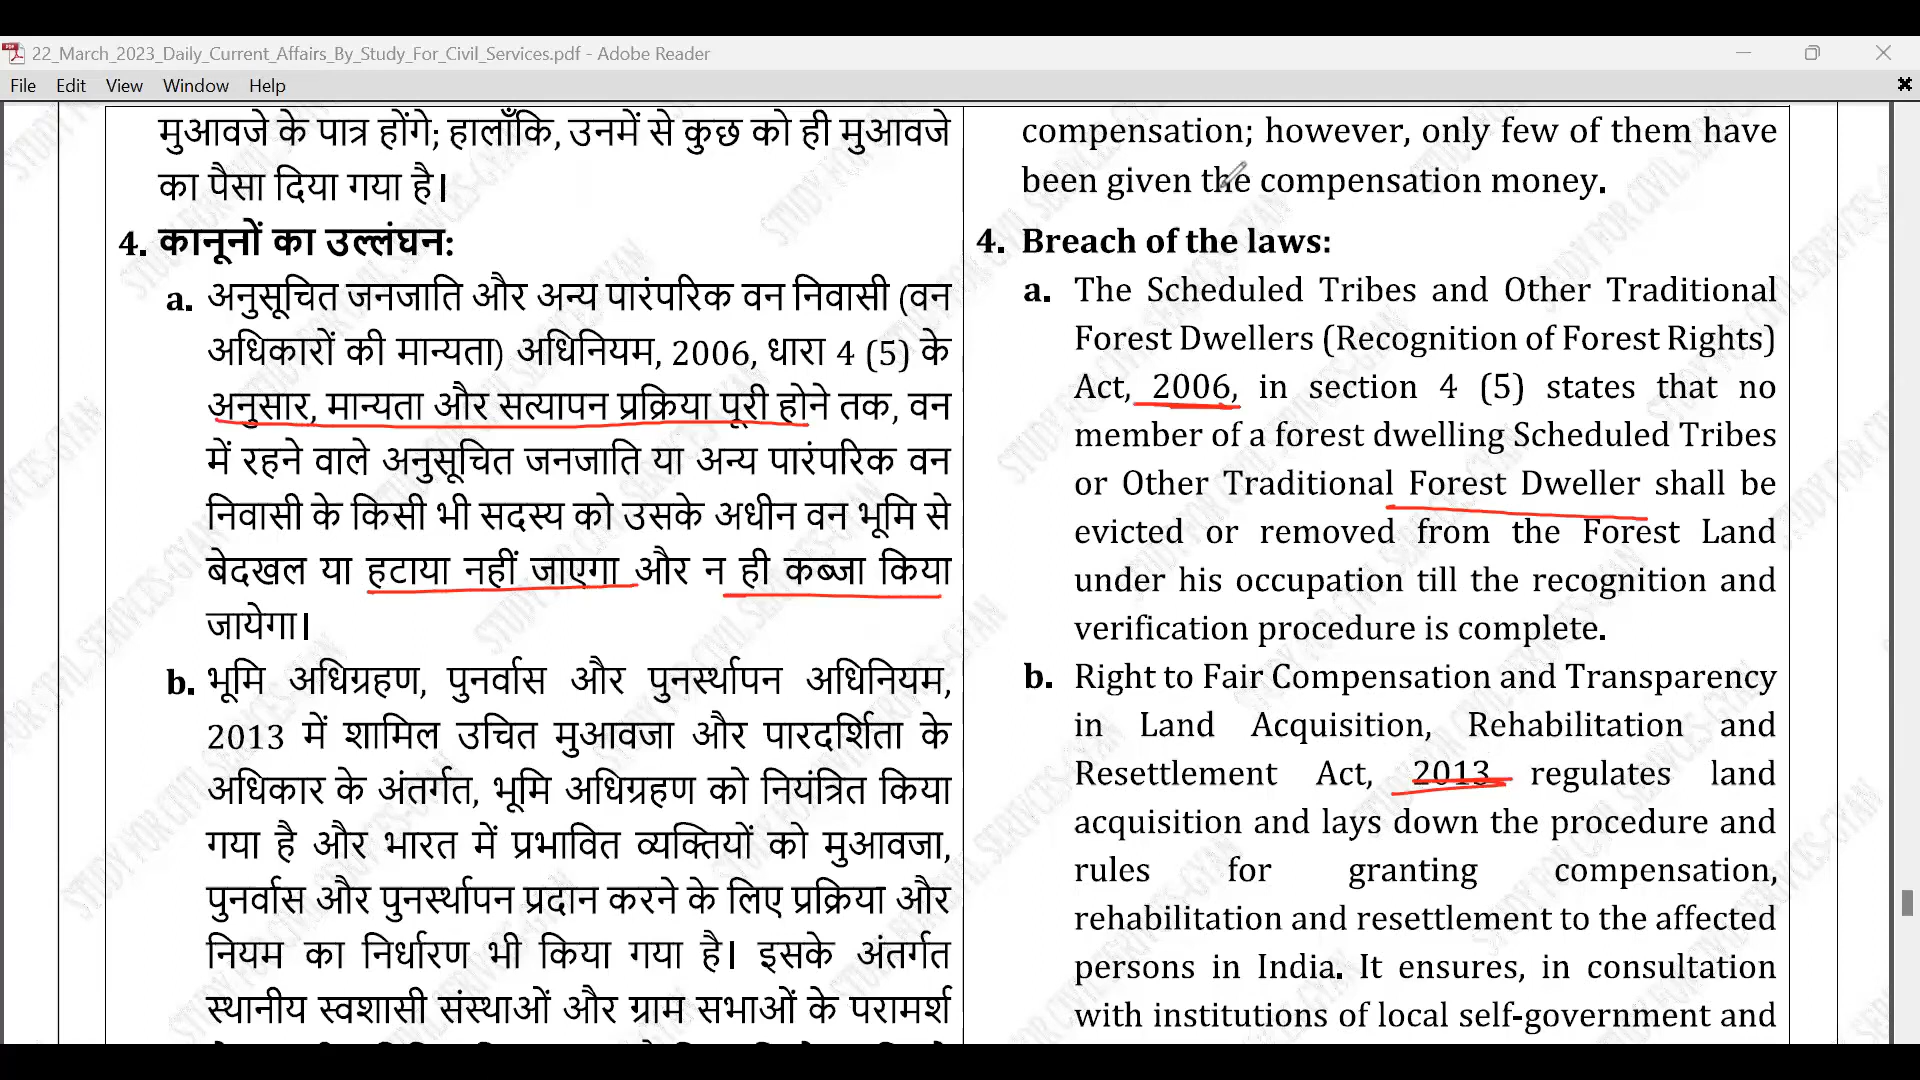 22_March_2023_Daily_Current_Affairs_By_Study_For_Civil_Services.pdf - Adobe Reader
File Edit View Window Help
मुआवजे के पात्र होंगे; हालाँकि, उनमें से कुछ को ही मुआवजे
का पैसा दिया गया है।
4. कानूनों का उल्लंघन:
a. अनुसूचित जनजाति और अन्य पारंपरिक वन निवासी (वन
अधिकारों की मान्यता) अधिनियम, 2006, धारा 4 (5) के
अनुसार, मान्यता और सत्यापन प्रक्रिया पूरी होने तक, वन
में रहने वाले अनुसूचित जनजाति या अन्य पारंपरिक वन
निवासी के किसी भी सदस्य को उसके अधीन वन भूमि से
बेदखल या हटाया नहीं जाएगा और न ही कब्जा किया
जायेगा।
b. भूमि अधिग्रहण, पुनर्वास और पुनर्स्थापन अधिनियम,
2013 में शामिल उचित मुआवजा और पारदर्शिता के
अधिकार के अंतर्गत, भूमि अधिग्रहण को नियंत्रित किया
गया है और भारत में प्रभावित व्यक्तियों को मुआवजा,
पुनर्वास और पुनर्स्थापन प्रदान करने के लिए प्रक्रिया और
नियम का निर्धारण भी किया गया है। इसके अंतर्गत
स्थानीय स्वशासी संस्थाओं और ग्राम सभाओं के परामर्श
compensation; however, only few of them have
been given the compensation money.
4. Breach of the laws:
a. The Scheduled Tribes and Other Traditional
Forest Dwellers (Recognition of Forest Rights)
Act, 2006, in section 4 (5) states that no
member of a forest dwelling Scheduled Tribes
or Other Traditional Forest Dweller shall be
evicted or removed from the Forest Land
under his occupation till the recognition and
verification procedure is complete.
b. Right to Fair Compensation and Transparency
in Land Acquisition, Rehabilitation and
Resettlement Act, 2013 regulates land
acquisition and lays down the procedure and
rules for granting compensation,
rehabilitation and resettlement to the affected
persons in India. It ensures, in consultation
with institutions of local self-government and